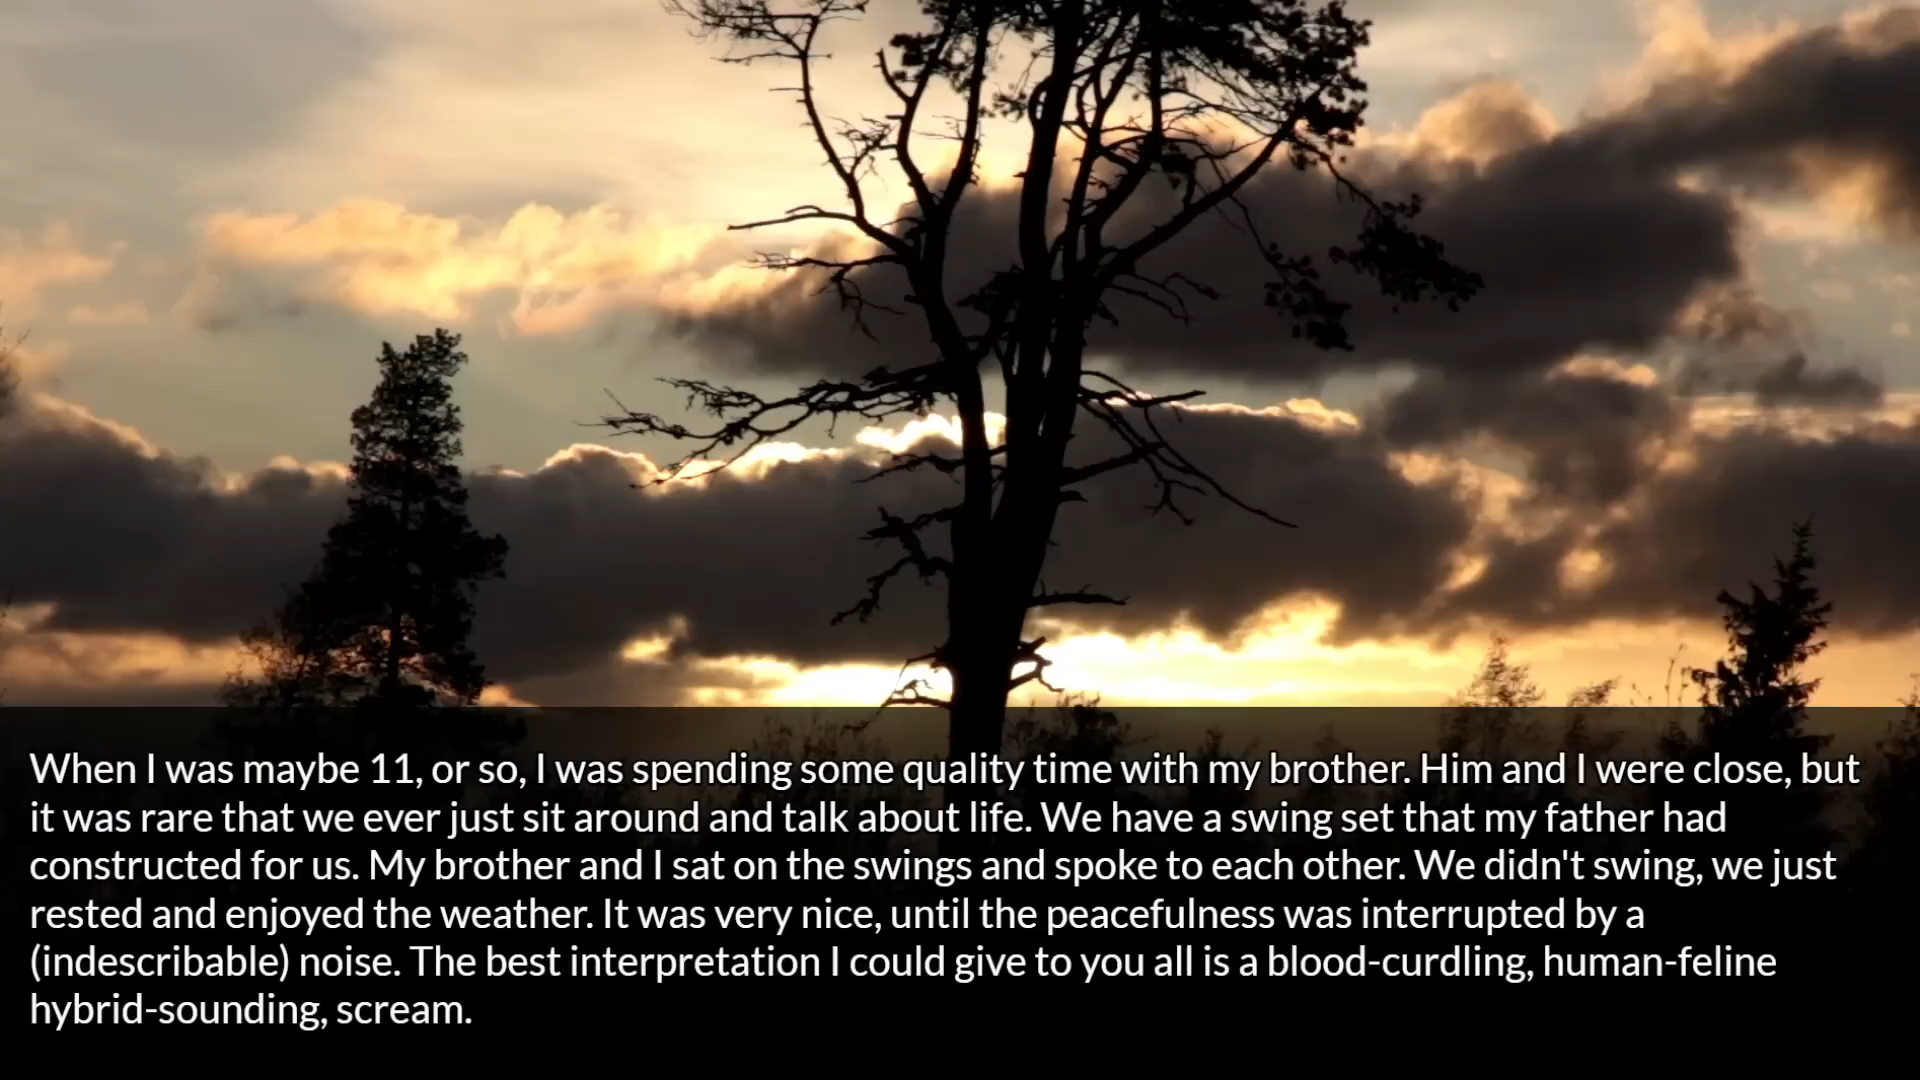 When I was maybe 11, or so, I was spending some quality time with my brother. Him and I were close, but
it was rare that we ever just sit around and talk about life. We have a swing set that my father had
constructed for us. My brother and I sat on the swings and spoke to each other. We didn't swing, we just
rested and enjoyed the weather. It was very nice, until the peacefulness was interrupted by a
(indescribable) noise. The best interpretation I could give to you all is a blood-curdling, human-feline
hybrid-sounding, scream.